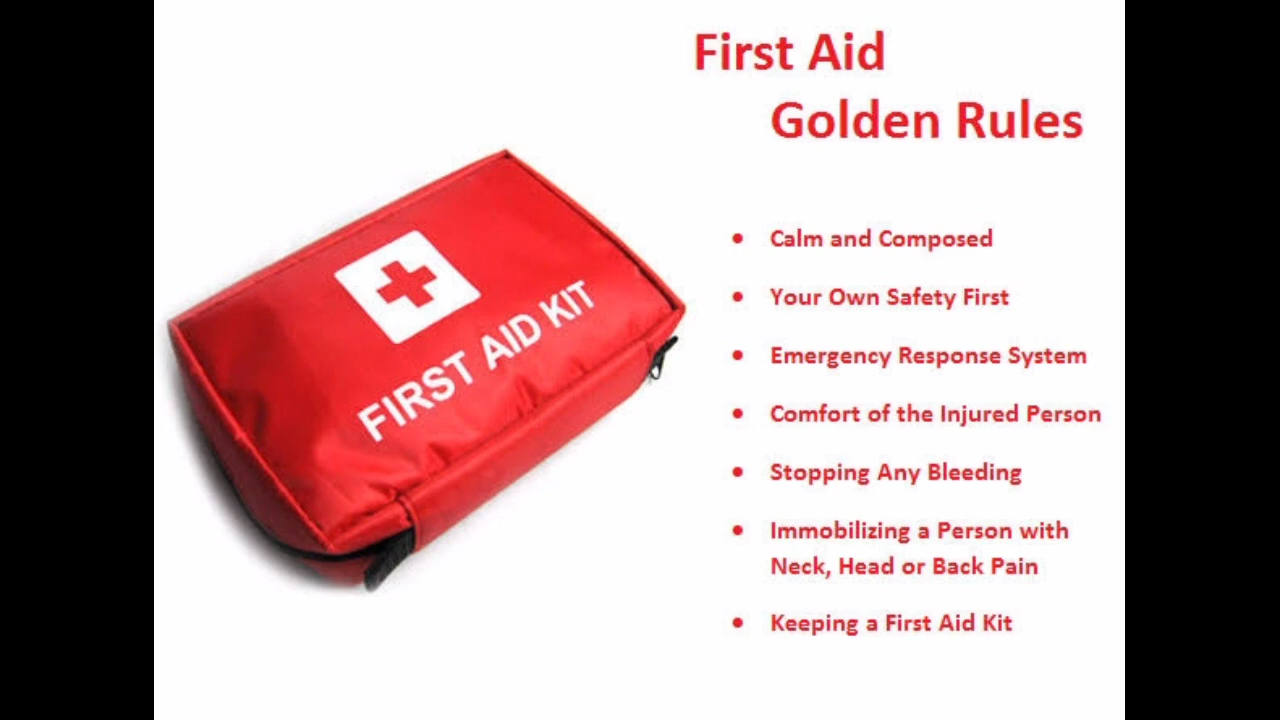 First Aid
Golden Rules
FIRST AID KIT
• Calm and Composed
• Your Own Safety First
• Emergency Response System
• Comfort of the Injured Person
• Stopping Any Bleeding
• Immobilizing a Person with
Neck, Head or Back Pain
• Keeping a First Aid Kit